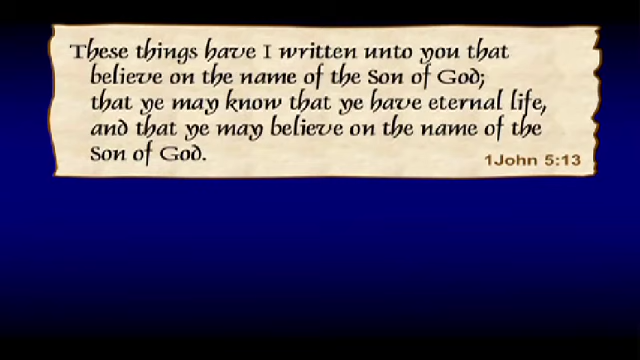 These things have I written unto you that
believe on the name of the Son of God;
that ye may know that ye have eternal life,
and that ye may believe on the name of the
Son of God.
1John 5:13